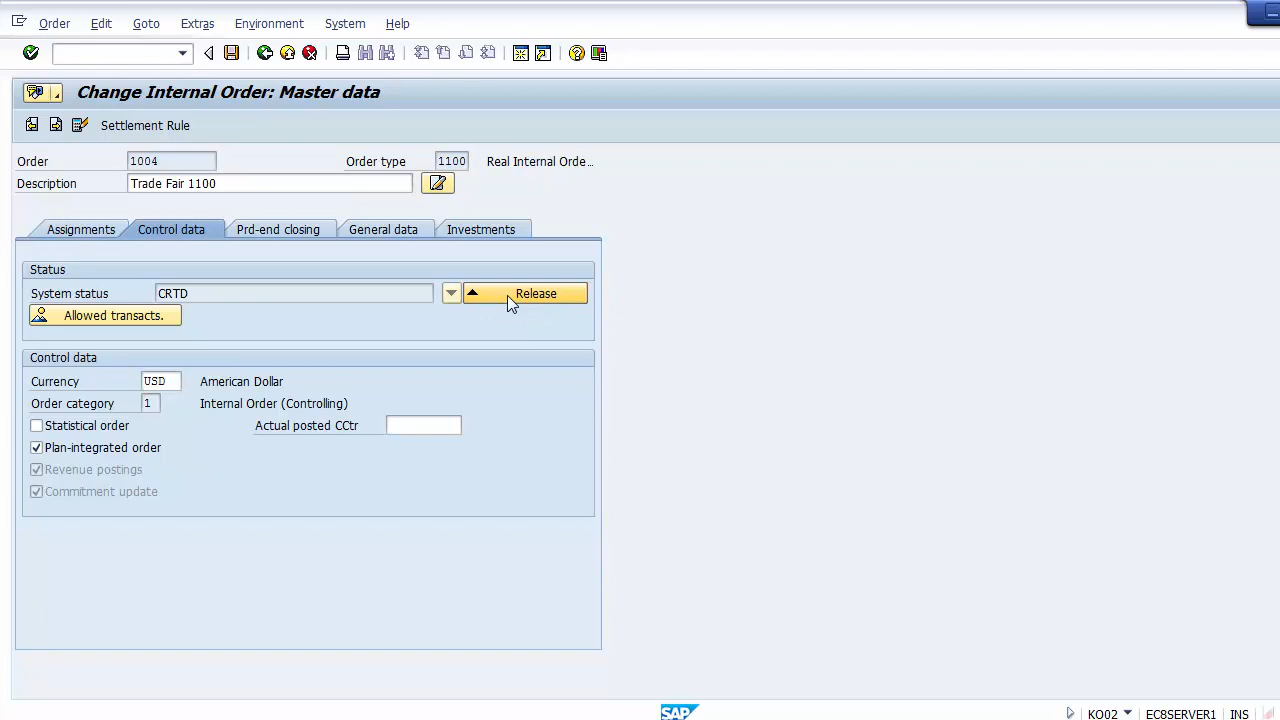 Order Edit Goto Extras Environment System Help
Change Internal Order: Master data
Settlement Rule
Order 1004 Order type 1100 Real Internal Orde...
Description Trade Fair 1100
Assignments Control data Prd-end closing General data Investments
Status
System status CRTD Release
Allowed transacts.
Control data
Currency USD American Dollar
Order category 1 Internal Order (Controlling)
Statistical order Actual posted CCtr
Plan-integrated order
Revenue postings
Commitment update
SAP K002 EC8SERVER1 INS